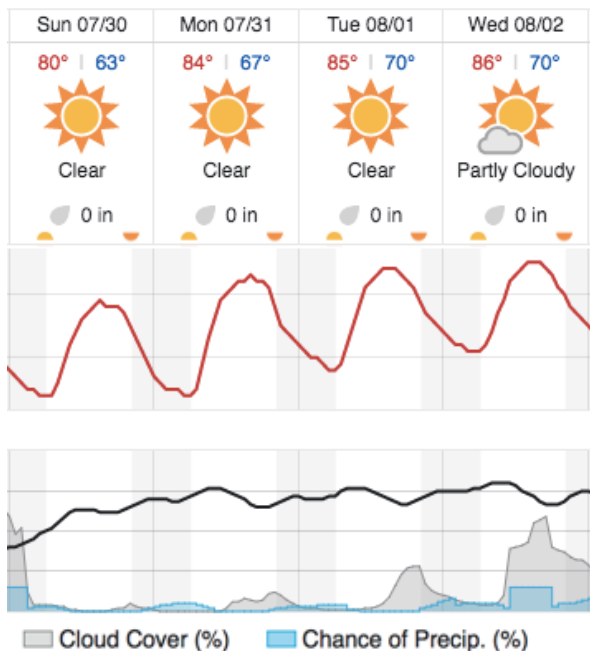 Sun 07/30 Mon 07/31 Tue 08/01 Wed 08/02
80° | 63° 84° | 67° 85° | 70° 86° | 70°
Clear Clear Clear Partly Cloudy
0 in 0 in 0 in 0 in
Cloud Cover (%) Chance of Precip. (%)